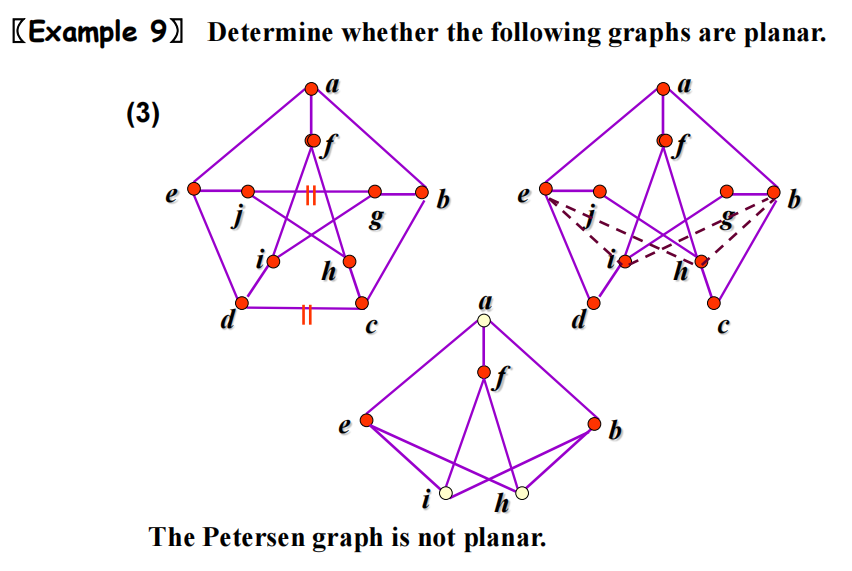 〖Example 9〗 Determine whether the following graphs are planar.
(3)
a
f
e
j
g
b
i
h
d
c
a
f
e
j
g
b
i
h
d
c
a
f
e
b
i
h
The Petersen graph is not planar.